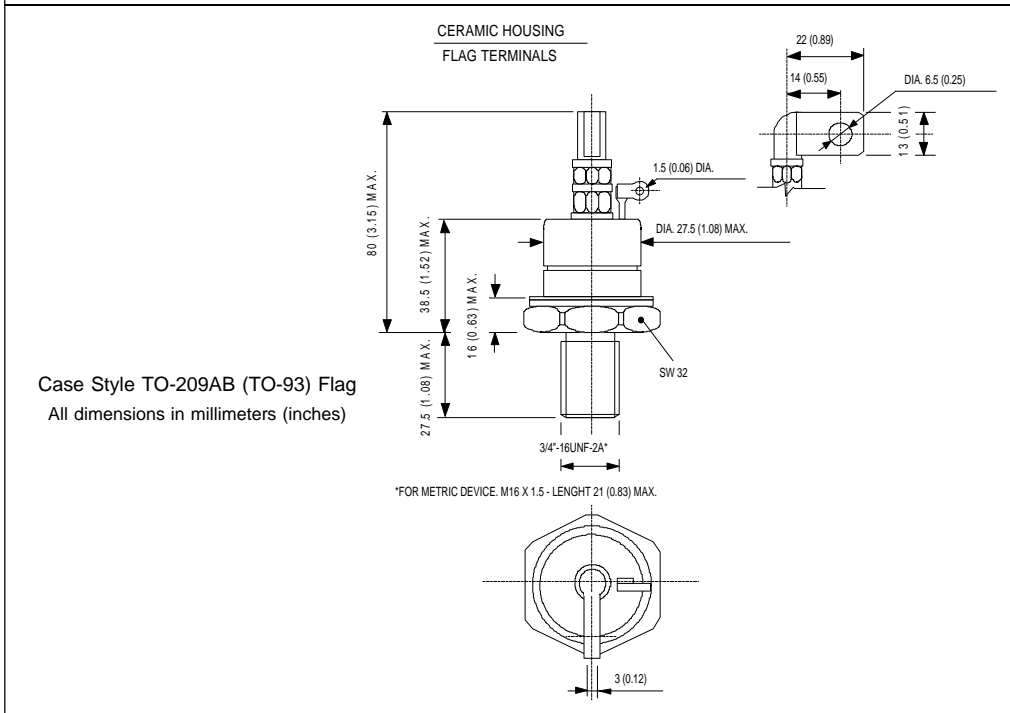 CERAMIC HOUSING
FLAG TERMINALS
22 (0.89)
14 (0.55)
DIA. 6.5 (0.25)
13 (0.51)
1.5 (0.06) DIA.
80 (3.15) MAX.
38.5 (1.52) MAX.
16 (0.63) MAX.
DIA. 27.5 (1.08) MAX.
27.5 (1.08) MAX.
SW 32
Case Style TO-209AB (TO-93) Flag
All dimensions in millimeters (inches)
3/4"-16UNF-2A*
*FOR METRIC DEVICE. M16 X 1.5 - LENGHT 21 (0.83) MAX.
3 (0.12)